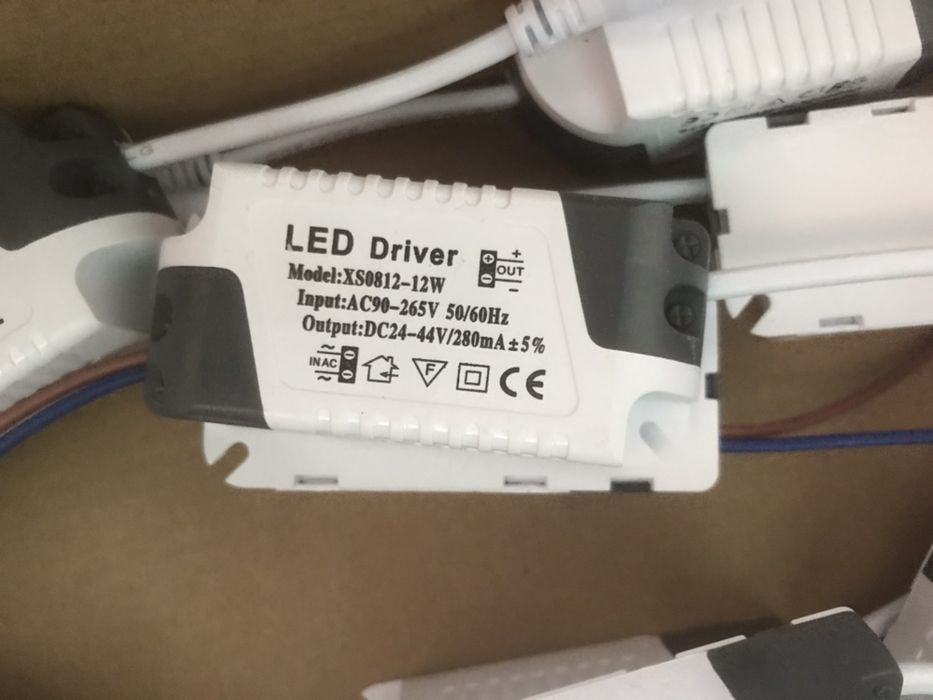 LED Driver
Model:XS0812-12W
Input:AC90-265V 50/60Hz
Output:DC24-44V/280mA±5%
+
OUT
-
IN AC
F
CE